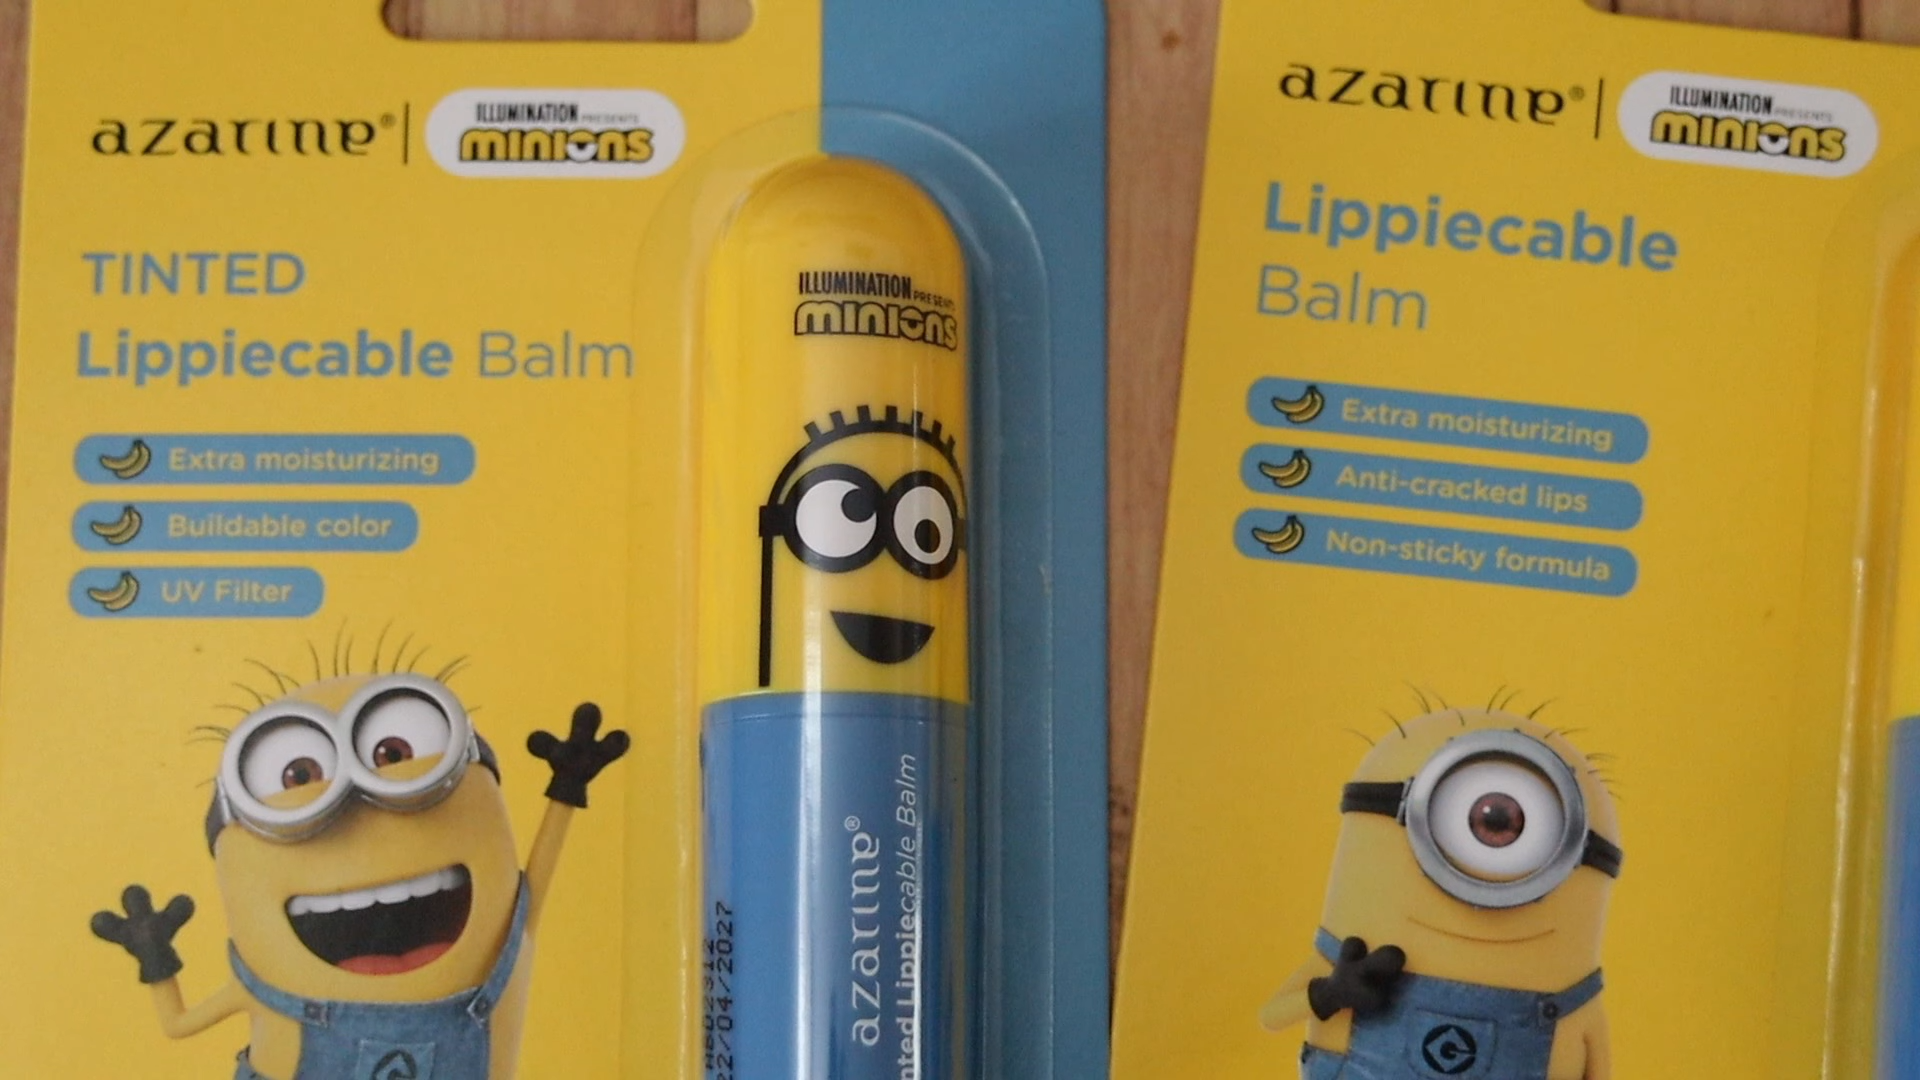 azarine® | ILLUMINATION PRESENTS
minions
TINTED
Lippiecable Balm
Extra moisturizing
Buildable color
UV Filter
ILLUMINATION PRESENTS
minions
azarine®
Lippiecable Balm
22/04/2027
azarine® | ILLUMINATION PRESENTS
minions
Lippiecable
Balm
Extra moisturizing
Anti-cracked lips
Non-sticky formula